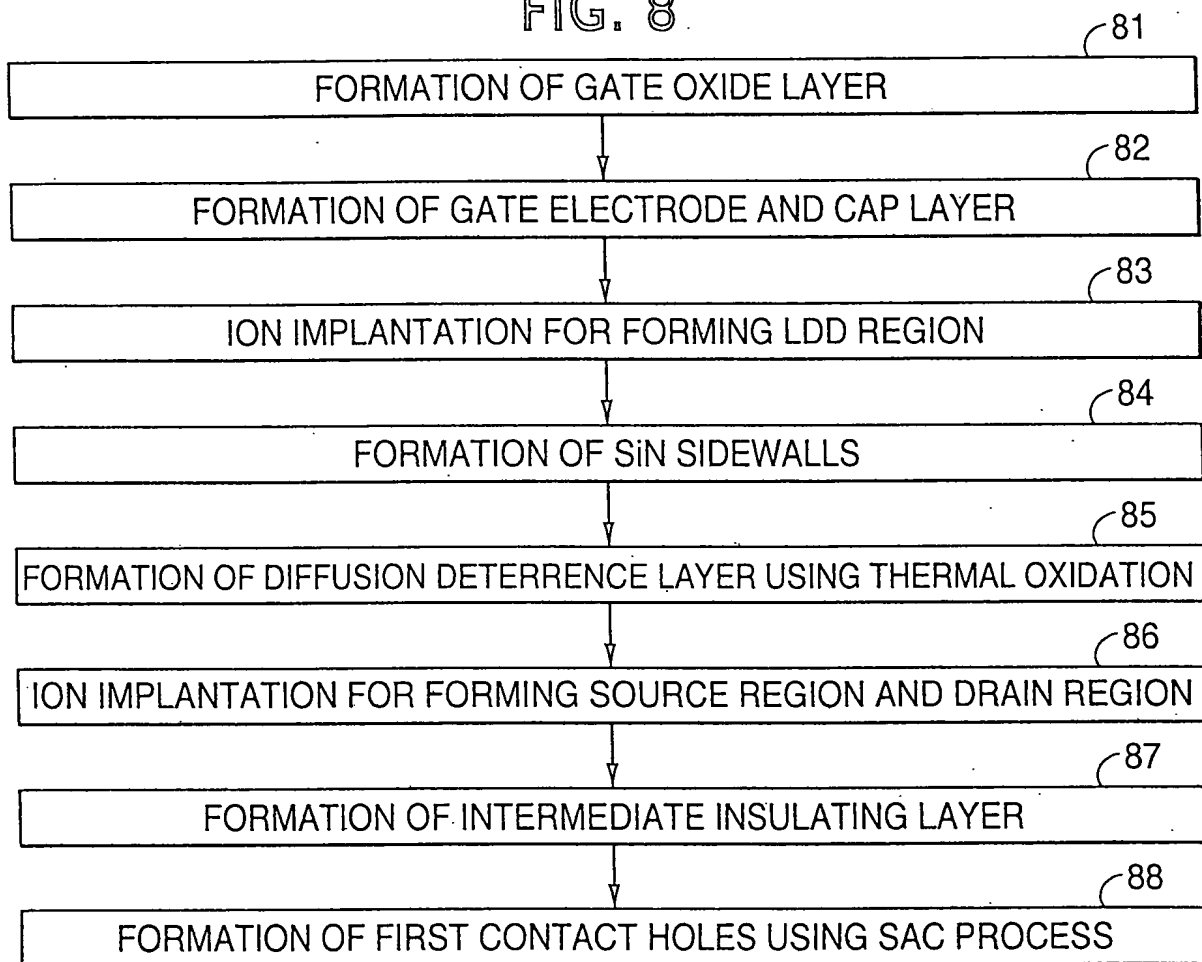 FIG. 8
81
FORMATION OF GATE OXIDE LAYER
82
FORMATION OF GATE ELECTRODE AND CAP LAYER
83
ION IMPLANTATION FOR FORMING LDD REGION
84
FORMATION OF SiN SIDEWALLS
85
FORMATION OF DIFFUSION DETERRENCE LAYER USING THERMAL OXIDATION
86
ION IMPLANTATION FOR FORMING SOURCE REGION AND DRAIN REGION
87
FORMATION OF INTERMEDIATE INSULATING LAYER
88
FORMATION OF FIRST CONTACT HOLES USING SAC PROCESS